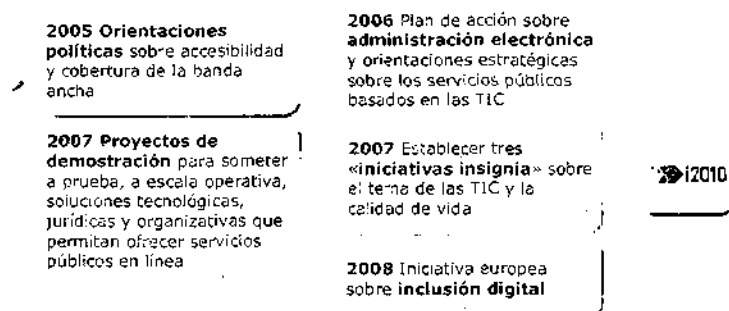 2005 Orientaciones
políticas sobre accesibilidad
y cobertura de la banda
ancha
2007 Proyectos de
demostración para someter
a prueba, a escala operativa,
soluciones tecnológicas,
jurídicas y organizativas que
permitan ofrecer servicios
públicos en línea
2006 Plan de acción sobre
administración electrónica
y orientaciones estratégicas
sobre los servicios públicos
basados en las TIC
2007 Establecer tres
«iniciativas insignia» sobre
el tema de las TIC y la
calidad de vida
2008 Iniciativa europea
sobre inclusión digital
i2010